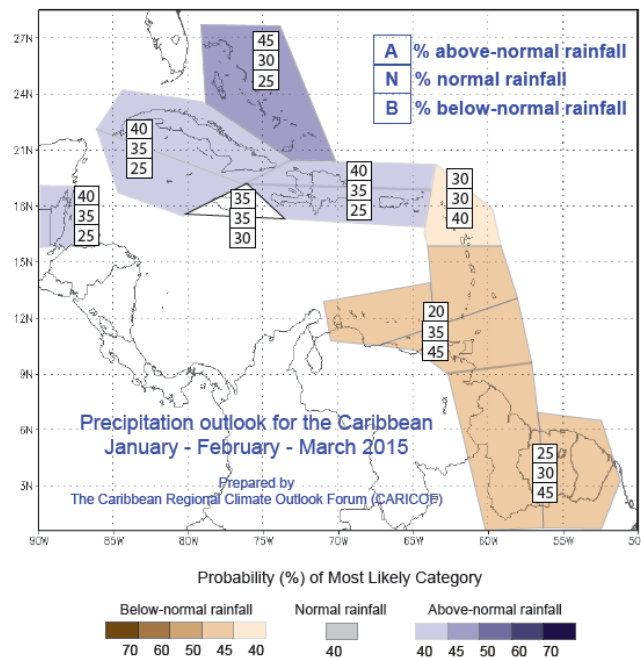 27N
24N
21N
18N
15N
12N
9N
6N
3N
90W
85W
80W
75W
70W
65W
60W
55W
50
A % above-normal rainfall
N % normal rainfall
B % below-normal rainfall
45
30
25
40
35
25
40
35
25
35
35
30
40
35
25
30
30
40
20
35
45
25
30
45
Precipitation outlook for the Caribbean
January - February - March 2015
Prepared by
The Caribbean Regional Climate Outlook Forum (CARICOF)
Probability (%) of Most Likely Category
Below-normal rainfall
70 60 50 45 40
Normal rainfall
40
Above-normal rainfall
40 45 50 60 70